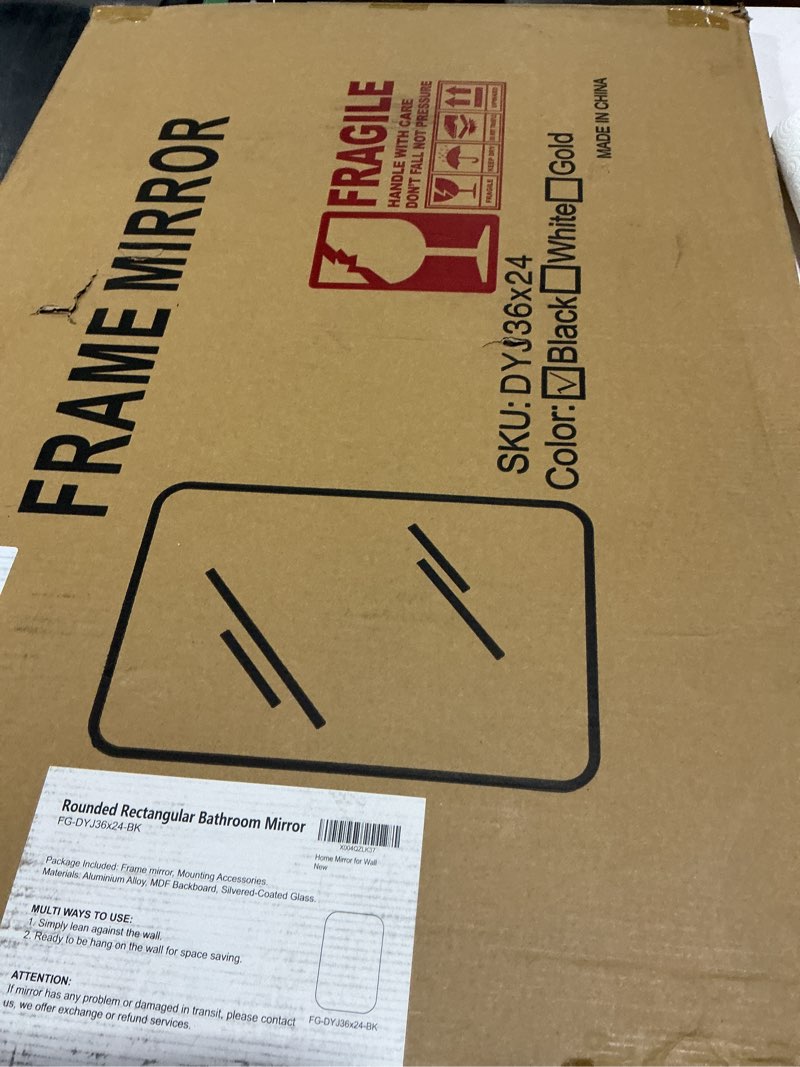 FRAME MIRROR
FRAGILE
HANDLE WITH CARE
DON'T FALL NOT PRESSURE
FRAGILE
KEEP DRY
UPWARD
SKU: DYJ36x24
Color: ☑Black☐White☐Gold
MADE IN CHINA
Rounded Rectangular Bathroom Mirror
FG-DYJ36x24-BK
Home Mirror for Wall
New
Package Included: Frame mirror, Mounting Accessories.
Materials: Aluminium Alloy, MDF Backboard, Silvered-Coated Glass.
MULTI WAYS TO USE:
1. Simply lean against the wall.
2. Ready to be hang on the wall for space saving.
ATTENTION:
If mirror has any problem or damaged in transit, please contact
us, we offer exchange or refund services.
FG-DYJ36x24-BK